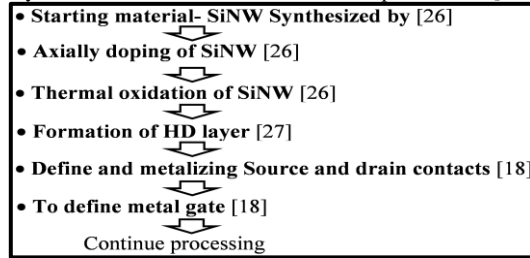 • Starting material- SiNW Synthesized by [26]
• Axially doping of SiNW [26]
• Thermal oxidation of SiNW [26]
• Formation of HD layer [27]
• Define and metalizing Source and drain contacts [18]
• To define metal gate [18]
Continue processing